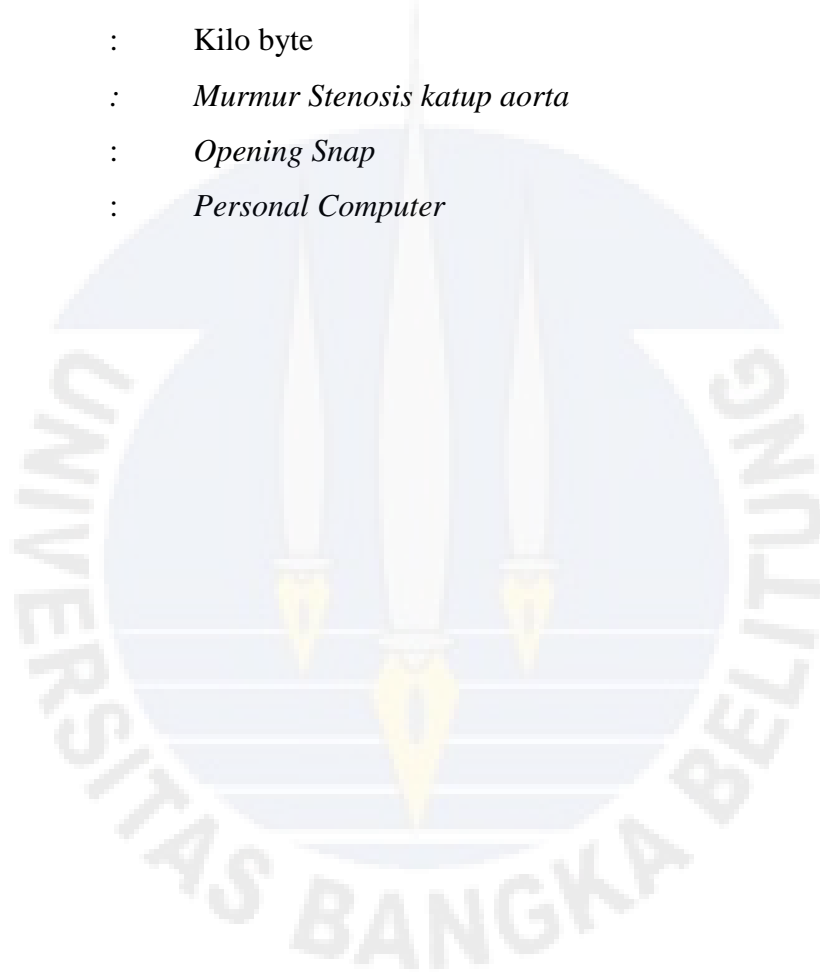 : Kilo byte
: Murmur Stenosis katup aorta
: Opening Snap
: Personal Computer
UNIVERSITAS BANGKA BELITUNG